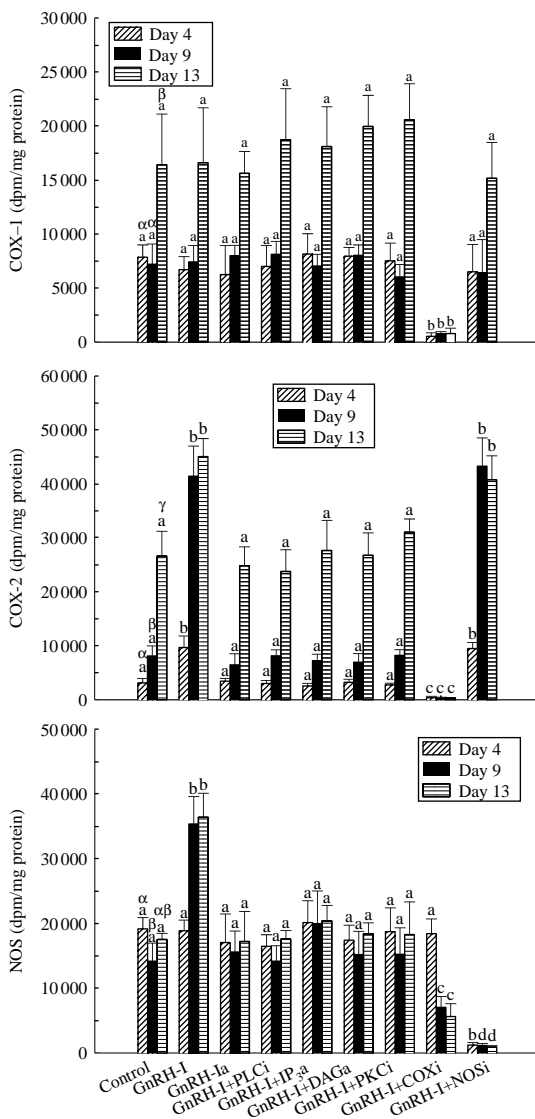 30 000
25 000
20 000
15 000
10 000
5000
0
COX–1 (dpm/mg protein)
Day 4
Day 9
Day 13
α α β
a a a
a a a
a a a
a a a
a a a
a a a
a a a
b b b
a a a
60 000
50 000
40 000
30 000
20 000
10 000
0
COX-2 (dpm/mg protein)
Day 4
Day 9
Day 13
α β γ
a a a
b b b
a a a
a a a
a a a
a a a
a a a
c c c
b b b
50 000
40 000
30 000
20 000
10 000
0
NOS (dpm/mg protein)
Day 4
Day 9
Day 13
α β αβ
a a a
a b b
a a a
a a a
a a a
a a a
a a a
a c c
b d d
Control
GnRH-I
GnRH-Ia
GnRH-I+PLCi
GnRH-I+IP₃a
GnRH-I+DAGa
GnRH-I+PKCi
GnRH-I+COXi
GnRH-I+NOSi